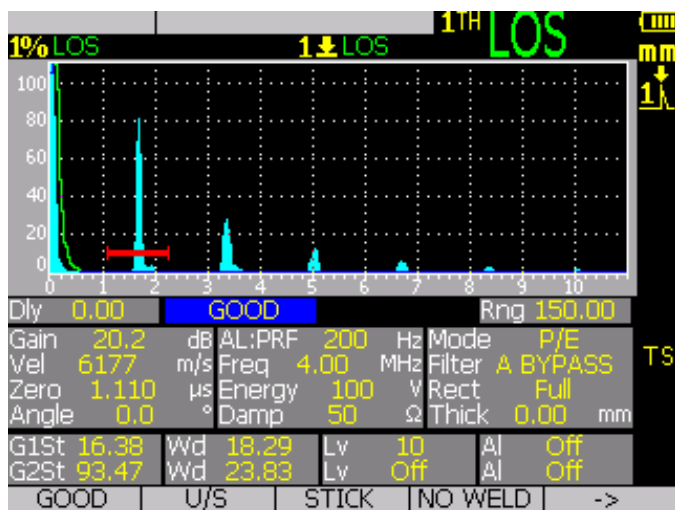 1TH LOS
1% LOS 1 LOS mm
1
100
80
60
40
20
0
0 1 2 3 4 5 6 7 8 9 10
Dly 0.00 GOOD Rng 150.00
Gain 20.2 dB AL:PRF 200 Hz Mode P/E
Vel 6177 m/s Freq 4.00 MHz Filter A BYPASS TS
Zero 1.110 µs Energy 100 V Rect Full
Angle 0.0 ° Damp 50 Ω Thick 0.00 mm
G1St 16.38 Wd 18.29 Lv 10 Al Off
G2St 93.47 Wd 23.83 Lv Off Al Off
GOOD U/S STICK NO WELD ->